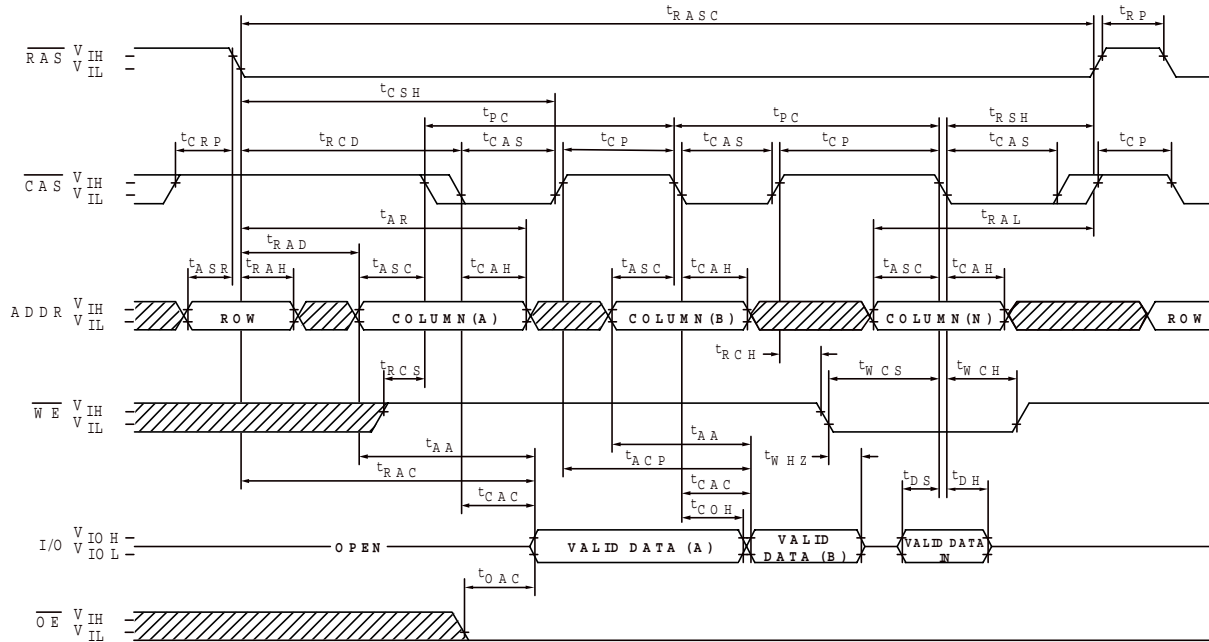 tRASC tRP
RAS VIH
VIL
tCSH
tPC tPC tRSH
tCRP tRCD tCAS tCP tCAS tCP tCAS tCP
CAS VIH
VIL
tAR tRAL
tRAD
tASR tRAH tASC tCAH tASC tCAH tASC tCAH
ADDR VIH
VIL
ROW COLUMN(A) COLUMN(B) COLUMN(N) ROW
tRCH
tRCS tWCS tWCH
WE VIH
VIL
tAA tAA
tRAC tACP tWHZ
tCAC tCAC tDS tDH
tCOH
I/O VIOH
VIOL
OPEN VALID DATA (A) VALID DATA (B) VALID DATA IN
tOAC
OE VIH
VIL